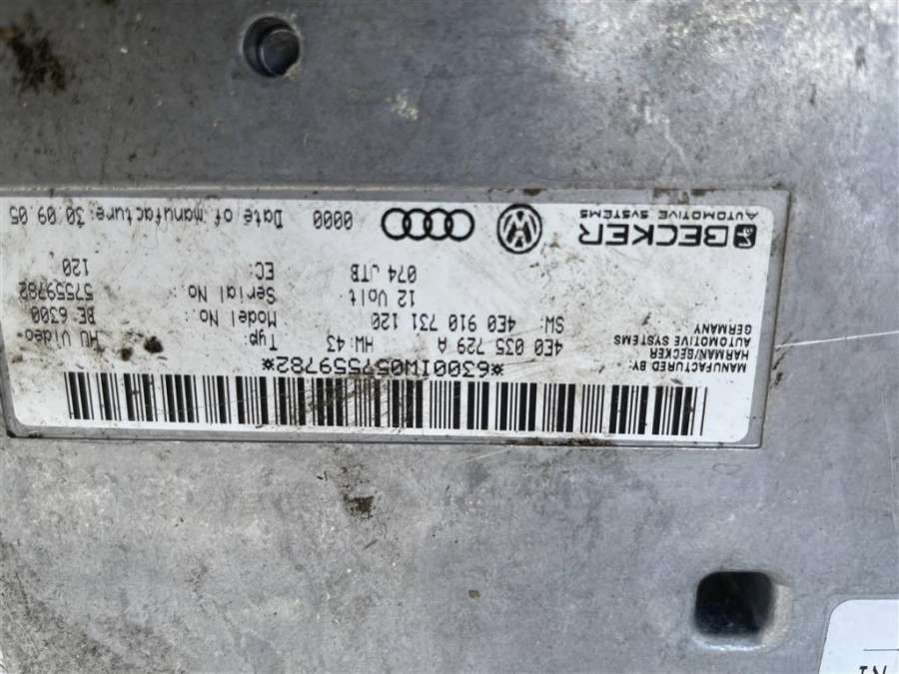 *6300IW057559782*
MANUFACTURED BY:
HARMAN/BECKER
AUTOMOTIVE SYSTEMS
GERMANY
4E0 035 729 A HW: 43 Typ: HU Video
SW: 4E0 910 731 120 Model No.: BE 6300
12 Volt Serial No.: 57559782
074 JTB EC: 120
BECKER
AUTOMOTIVE SYSTEMS
0000 Date of manufacture: 30.09.05